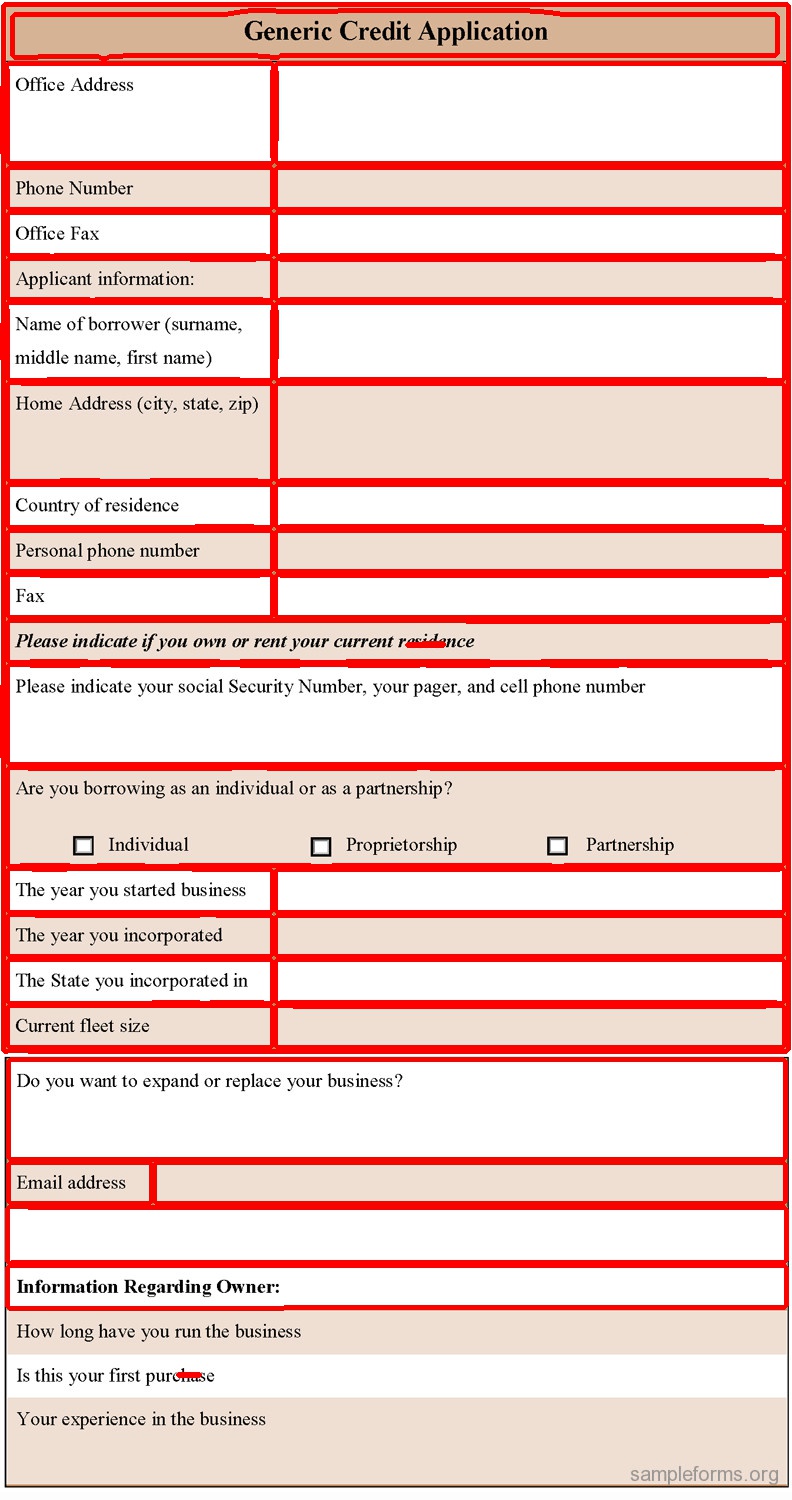 Generic Credit Application
Office Address
Phone Number
Office Fax
Applicant information:
Name of borrower (surname,
middle name, first name)
Home Address (city, state, zip)
Country of residence
Personal phone number
Fax
Please indicate if you own or rent your current residence
Please indicate your social Security Number, your pager, and cell phone number
Are you borrowing as an individual or as a partnership?
Individual Proprietorship Partnership
The year you started business
The year you incorporated
The State you incorporated in
Current fleet size
Do you want to expand or replace your business?
Email address
Information Regarding Owner:
How long have you run the business
Is this your first purchase
Your experience in the business
sampleforms.org